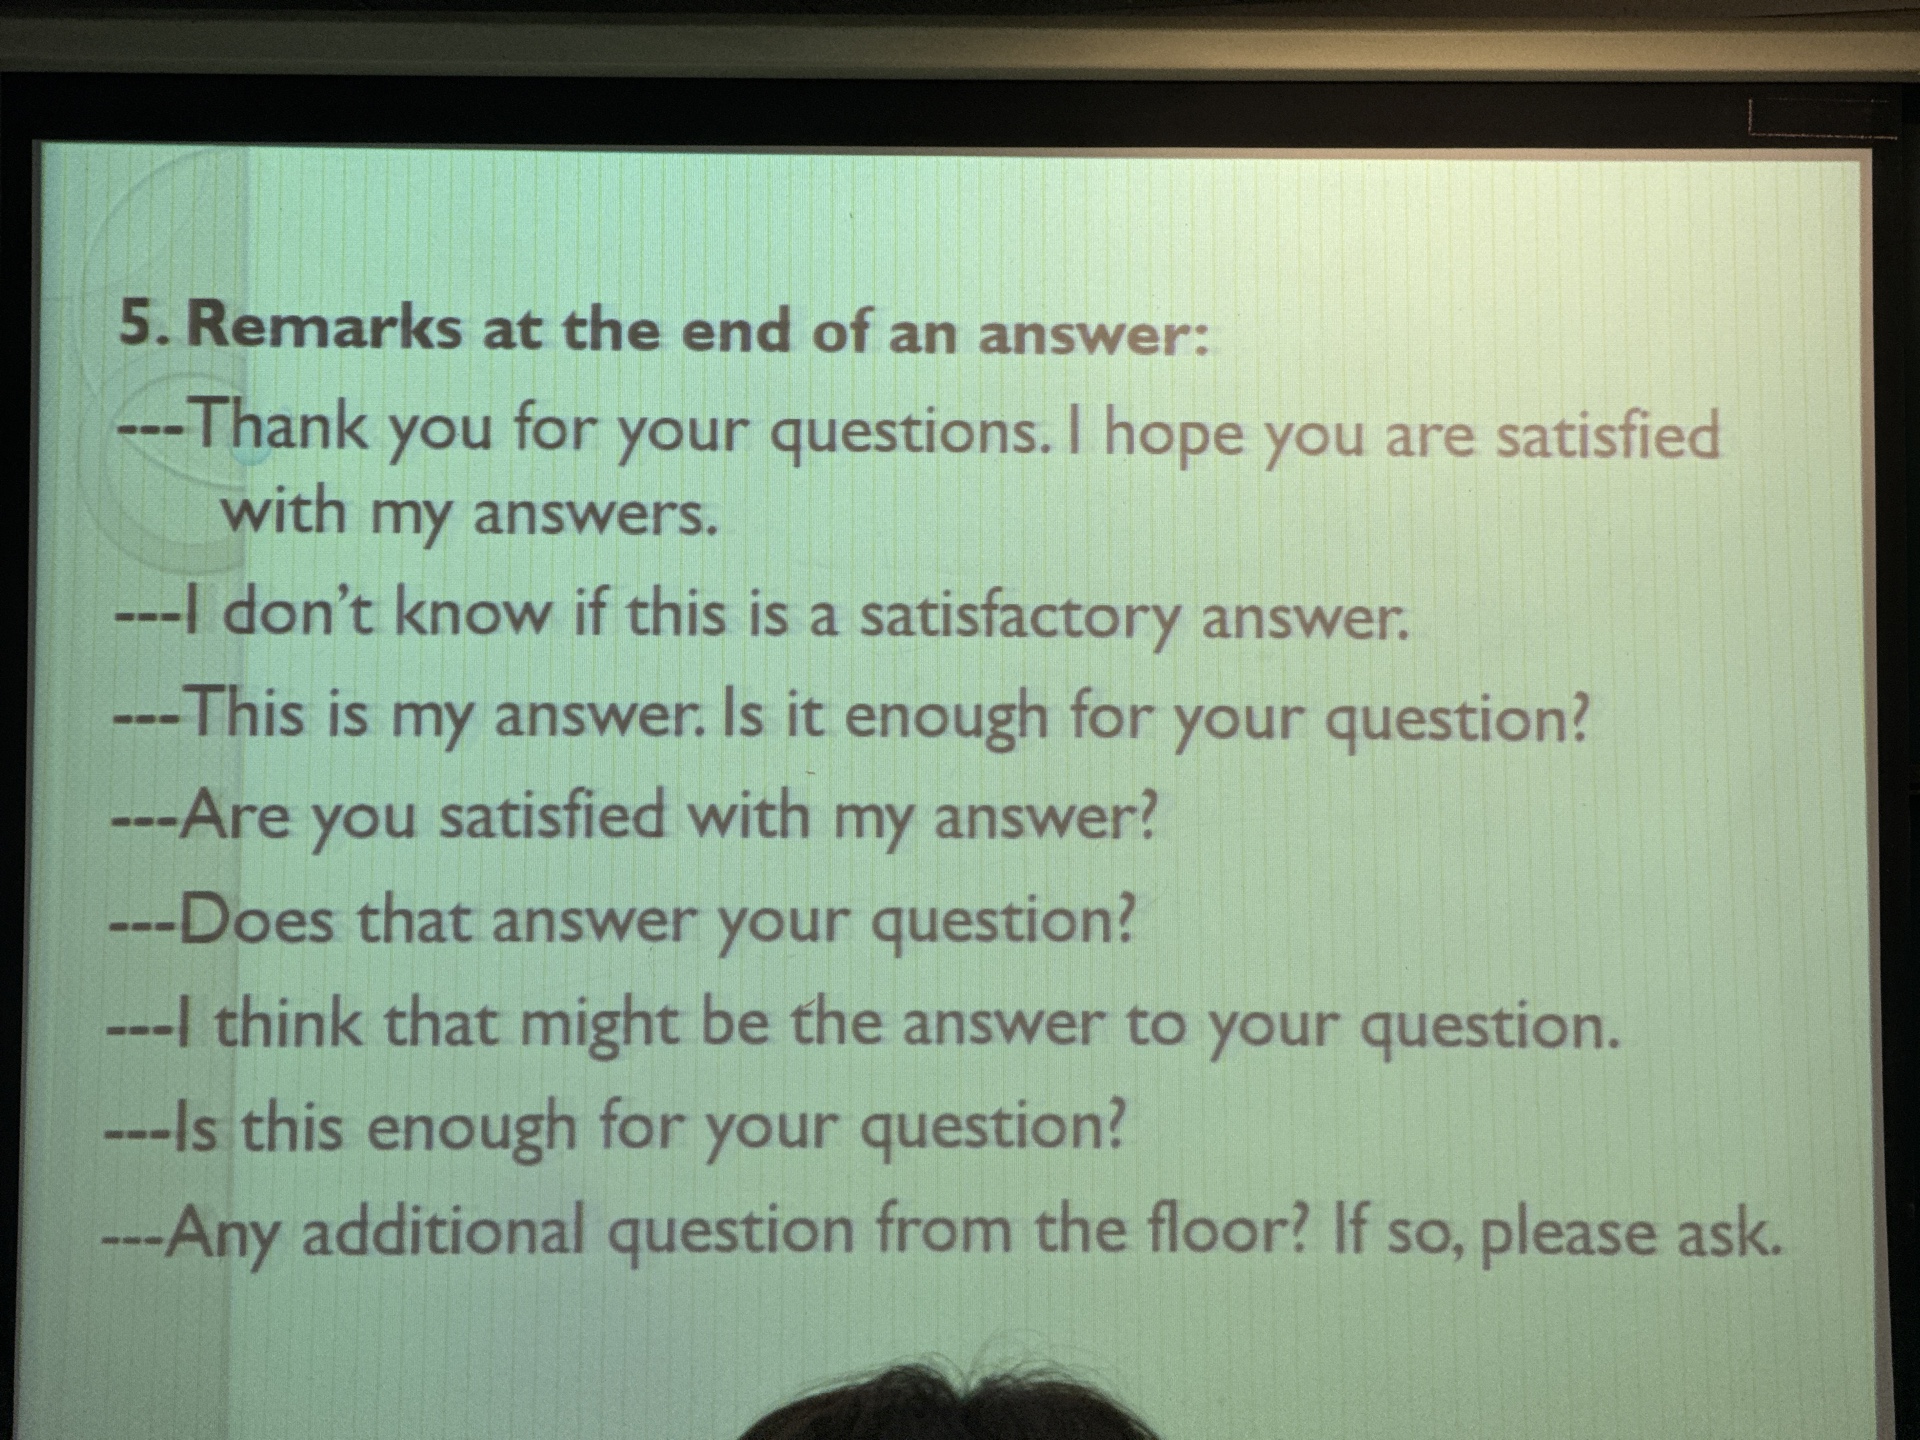 5. Remarks at the end of an answer:
---Thank you for your questions. I hope you are satisfied
with my answers.
---I don't know if this is a satisfactory answer.
---This is my answer. Is it enough for your question?
---Are you satisfied with my answer?
---Does that answer your question?
---I think that might be the answer to your question.
---Is this enough for your question?
---Any additional question from the floor? If so, please ask.